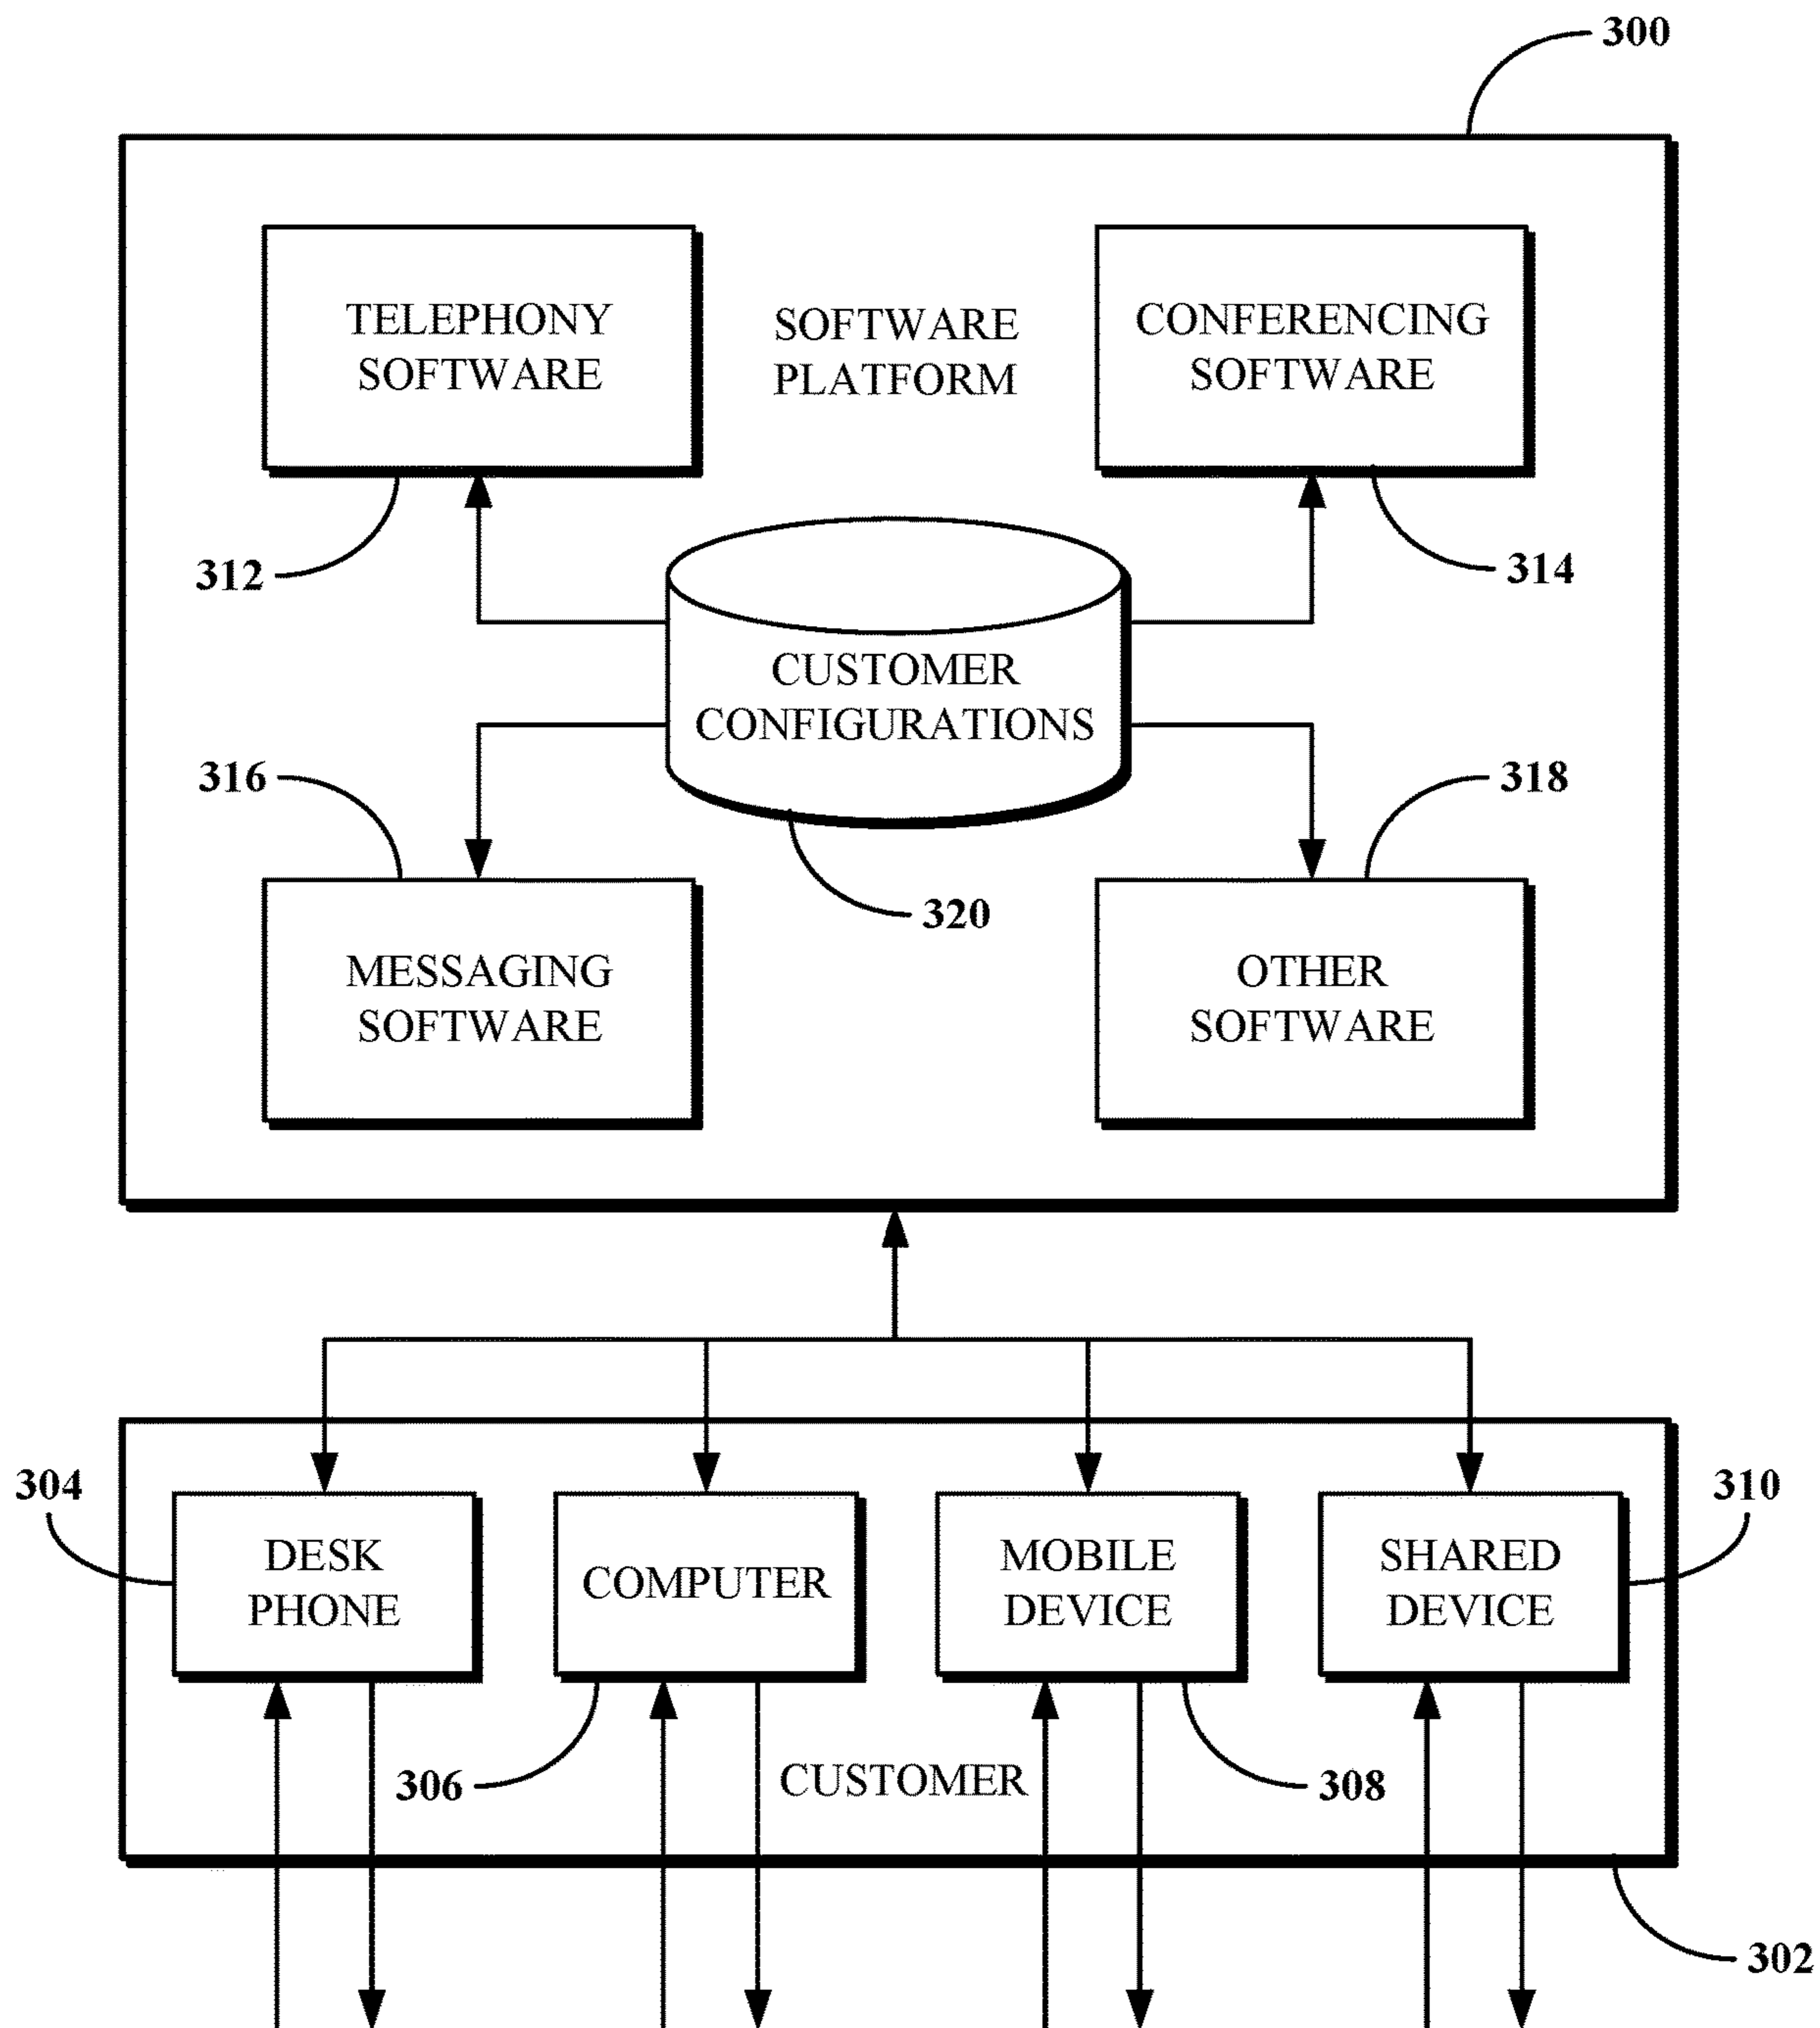 300
TELEPHONY
SOFTWARE
SOFTWARE
PLATFORM
CONFERENCING
SOFTWARE
312
314
CUSTOMER
CONFIGURATIONS
316
318
320
MESSAGING
SOFTWARE
OTHER
SOFTWARE
304
310
DESK
PHONE
COMPUTER
MOBILE
DEVICE
SHARED
DEVICE
306
CUSTOMER
308
302